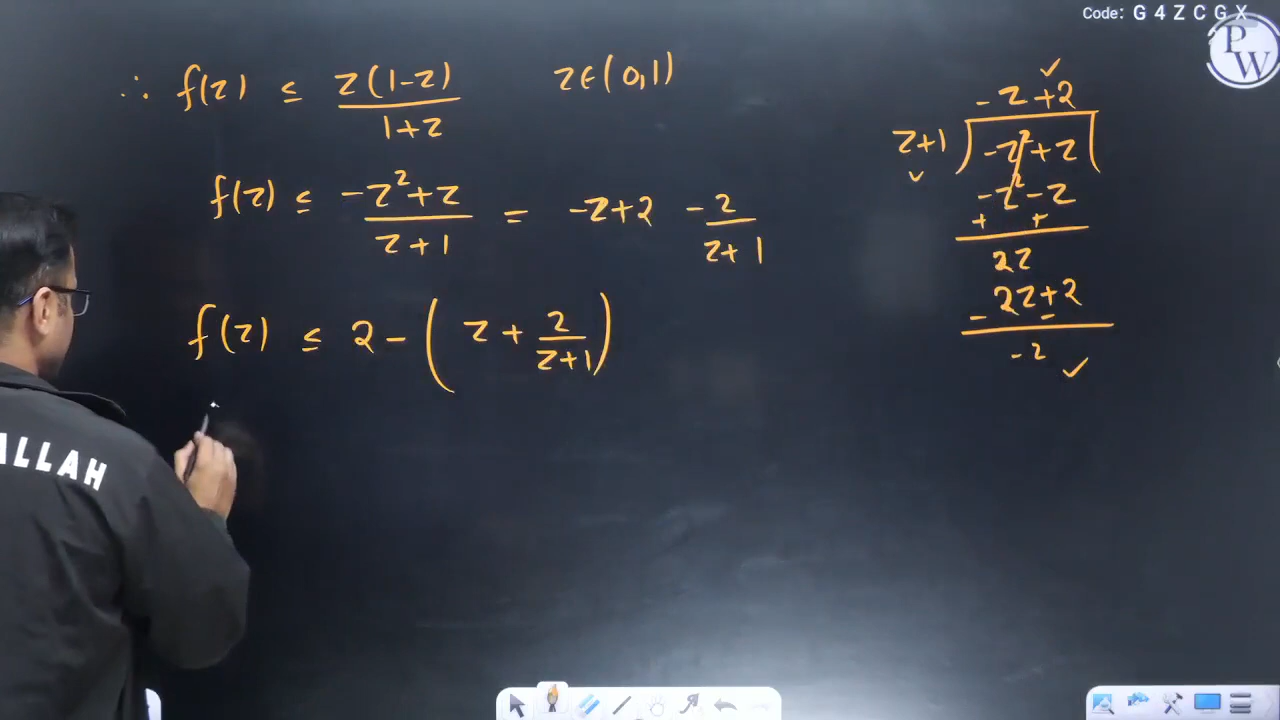 Code: G 4 Z C G X
PW
∴ f(z) ≤ z(1-z)/(1+z) z∈(0,1)
f(z) ≤ (-z²+z)/(z+1) = -z+2 -2/(z+1)
f(z) ≤ 2 - (z + 2/(z+1))
-z+2 ✓
z+1 ) -z²+z (
✓
-z²-z
+ +
2z
2z+2
- -
-2 ✓
ALLAH